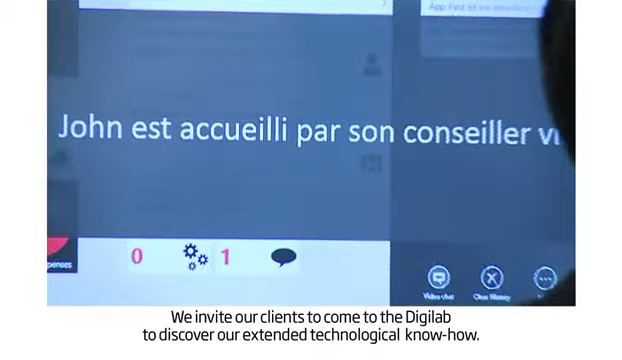 John est accueilli par son conseiller
penses
0
1
Video chat
We invite our clients to come to the Digilab
to discover our extended technological know-how.